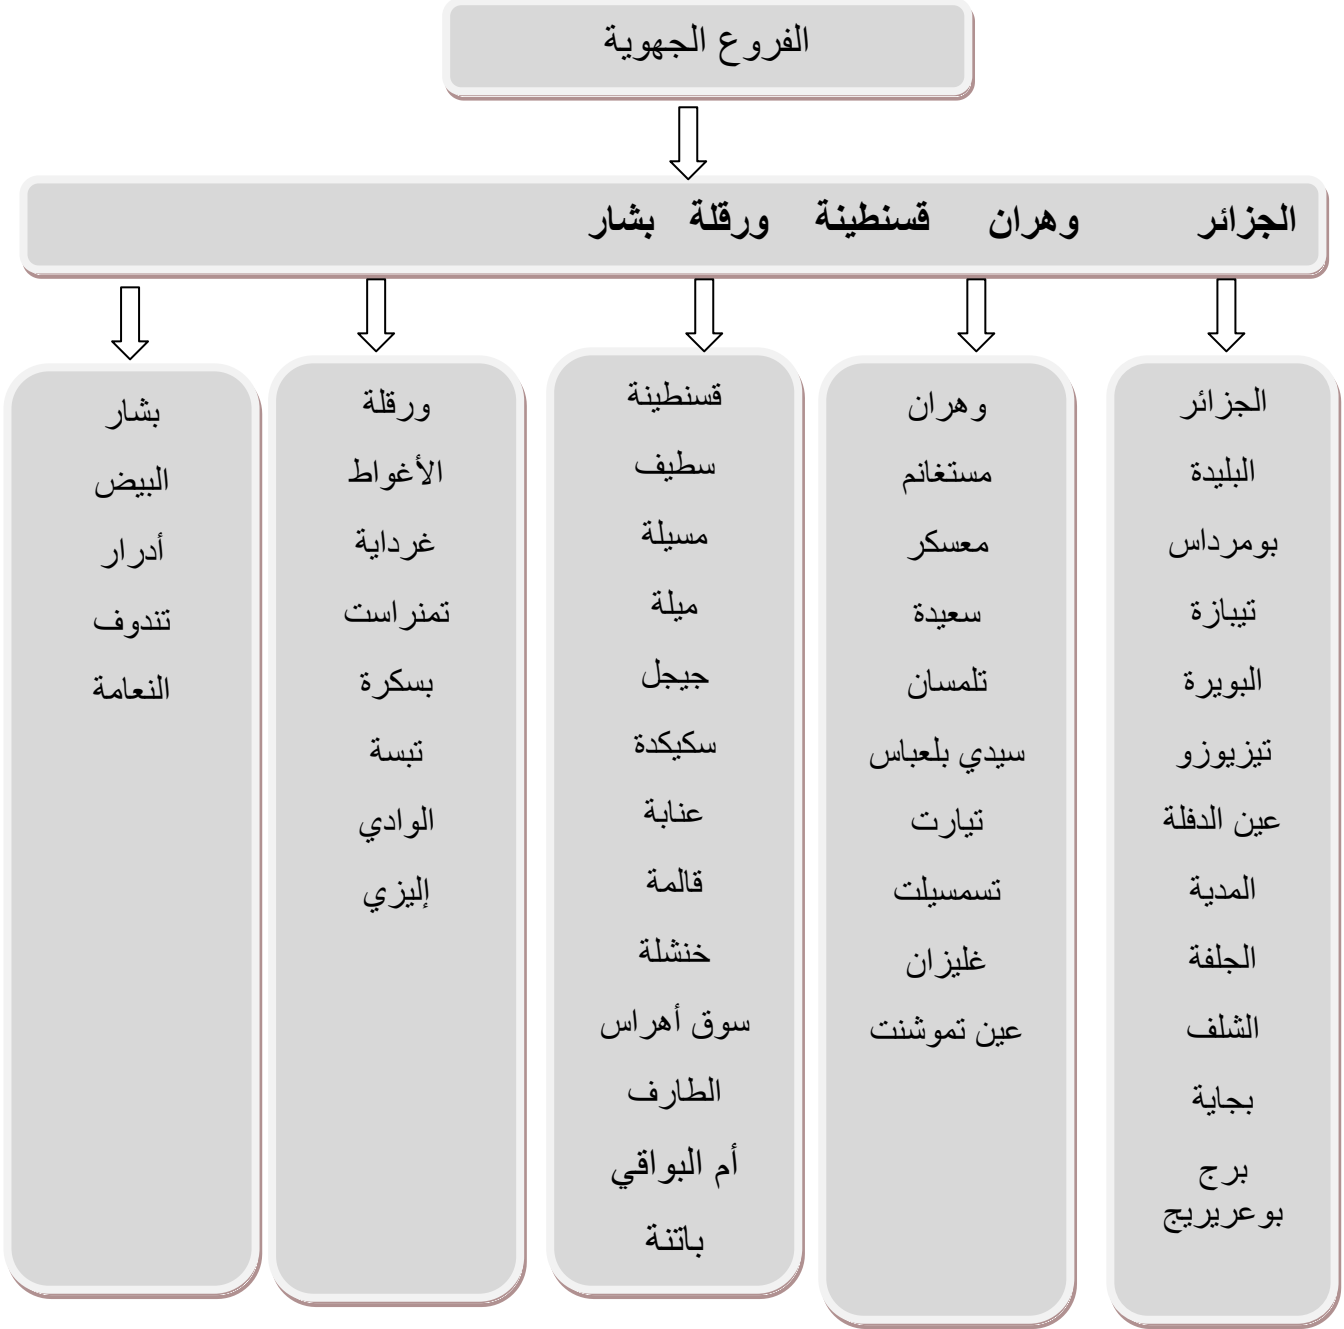 الفروع الجهوية
الجزائر وهران قسنطينة ورقلة بشار
الجزائر
البليدة
بومرداس
تيبازة
البويرة
تيزيوزو
عين الدفلة
المدية
الجلفة
الشلف
بجاية
برج
بوعريريج
وهران
مستغانم
معسكر
سعيدة
تلمسان
سيدي بلعباس
تيارت
تسمسيلت
غليزان
عين تموشنت
قسنطينة
سطيف
مسيلة
ميلة
جيجل
سكيكدة
عنابة
قالمة
خنشلة
سوق أهراس
الطارف
أم البواقي
باتنة
ورقلة
الأغواط
غرداية
تمنراست
بسكرة
تبسة
الوادي
إليزي
بشار
البيض
أدرار
تندوف
النعامة